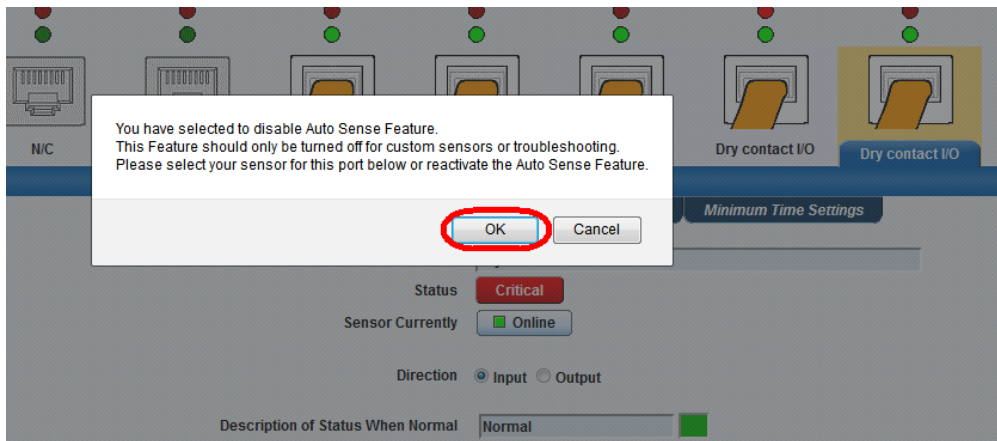 You have selected to disable Auto Sense Feature.
This Feature should only be turned off for custom sensors or troubleshooting.
Please select your sensor for this port below or reactivate the Auto Sense Feature.
N/C
Dry contact I/O
Dry contact I/O
OK
Cancel
Minimum Time Settings
Status
Critical
Sensor Currently
Online
Direction
Input
Output
Description of Status When Normal
Normal